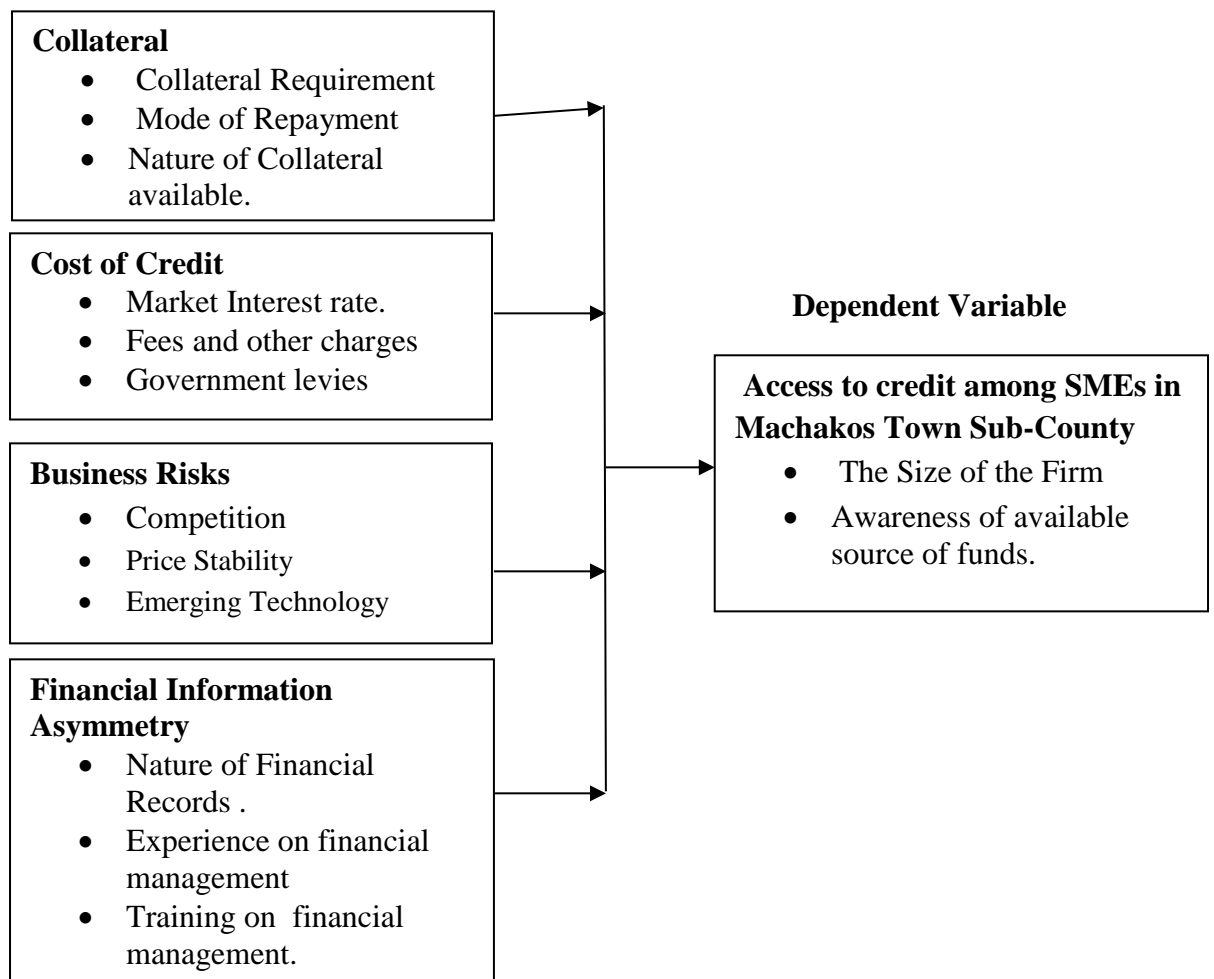 Collateral
• Collateral Requirement
• Mode of Repayment
• Nature of Collateral
available.
Cost of Credit
• Market Interest rate.
• Fees and other charges
• Government levies
Business Risks
• Competition
• Price Stability
• Emerging Technology
Financial Information
Asymmetry
• Nature of Financial
Records .
• Experience on financial
management
• Training on financial
management.
Dependent Variable
Access to credit among SMEs in
Machakos Town Sub-County
• The Size of the Firm
• Awareness of available
source of funds.